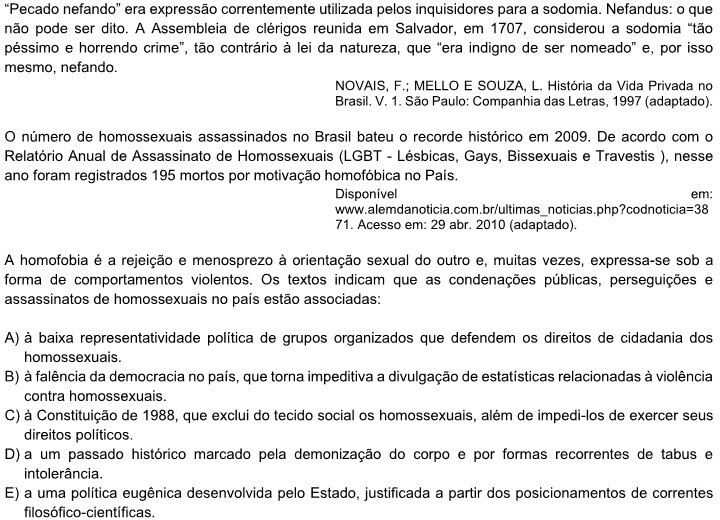 “Pecado nefando” era expressão correntemente utilizada pelos inquisidores para a sodomia. Nefandus: o que
não pode ser dito. A Assembleia de clérigos reunida em Salvador, em 1707, considerou a sodomia “tão
péssimo e horrendo crime”, tão contrário à lei da natureza, que “era indigno de ser nomeado” e, por isso
mesmo, nefando.
NOVAIS, F.; MELLO E SOUZA, L. História da Vida Privada no
Brasil. V. 1. São Paulo: Companhia das Letras, 1997 (adaptado).
O número de homossexuais assassinados no Brasil bateu o recorde histórico em 2009. De acordo com o
Relatório Anual de Assassinato de Homossexuais (LGBT - Lésbicas, Gays, Bissexuais e Travestis ), nesse
ano foram registrados 195 mortos por motivação homofóbica no País.
Disponível em:
www.alemdanoticia.com.br/ultimas_noticias.php?codnoticia=38
71. Acesso em: 29 abr. 2010 (adaptado).
A homofobia é a rejeição e menosprezo à orientação sexual do outro e, muitas vezes, expressa-se sob a
forma de comportamentos violentos. Os textos indicam que as condenações públicas, perseguições e
assassinatos de homossexuais no país estão associadas:
A) à baixa representatividade política de grupos organizados que defendem os direitos de cidadania dos
homossexuais.
B) à falência da democracia no país, que torna impeditiva a divulgação de estatísticas relacionadas à violência
contra homossexuais.
C) à Constituição de 1988, que exclui do tecido social os homossexuais, além de impedi-los de exercer seus
direitos políticos.
D) a um passado histórico marcado pela demonização do corpo e por formas recorrentes de tabus e
intolerância.
E) a uma política eugênica desenvolvida pelo Estado, justificada a partir dos posicionamentos de correntes
filosófico-científicas.